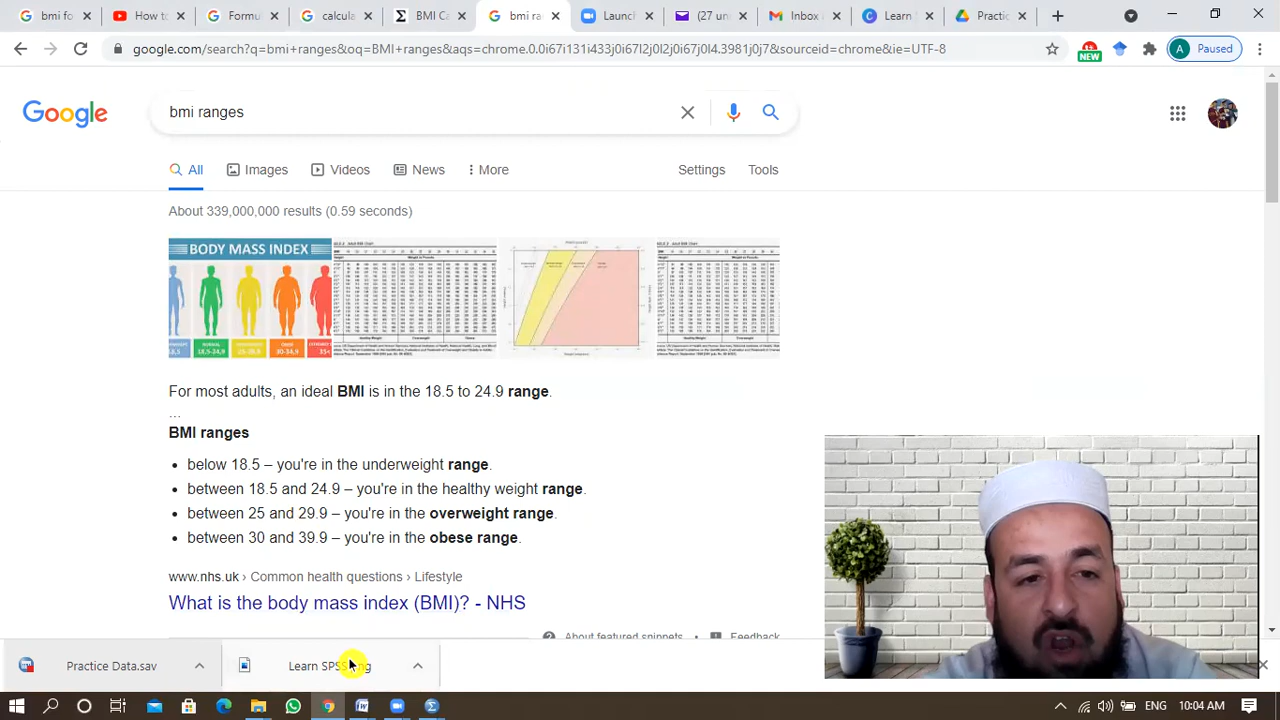 bmi fo
How to
Formul
calcula
BMI Ca
bmi ra
Launch
(27 un
Inbox
Learn
Practic
google.com/search?q=bmi+ranges&oq=BMI+ranges&aqs=chrome.0.0i67i131i433j0i67l2j0l2j0i67j0l4.3981j0j7&sourceid=chrome&ie=UTF-8
NEW
A Paused
Google
bmi ranges
All Images Videos News More Settings Tools
About 339,000,000 results (0.59 seconds)
BODY MASS INDEX
For most adults, an ideal BMI is in the 18.5 to 24.9 range.
...
BMI ranges
• below 18.5 – you're in the underweight range.
• between 18.5 and 24.9 – you're in the healthy weight range.
• between 25 and 29.9 – you're in the overweight range.
• between 30 and 39.9 – you're in the obese range.
www.nhs.uk › Common health questions › Lifestyle
What is the body mass index (BMI)? - NHS
About featured snippets • Feedback
Practice Data.sav
ENG 10:04 AM